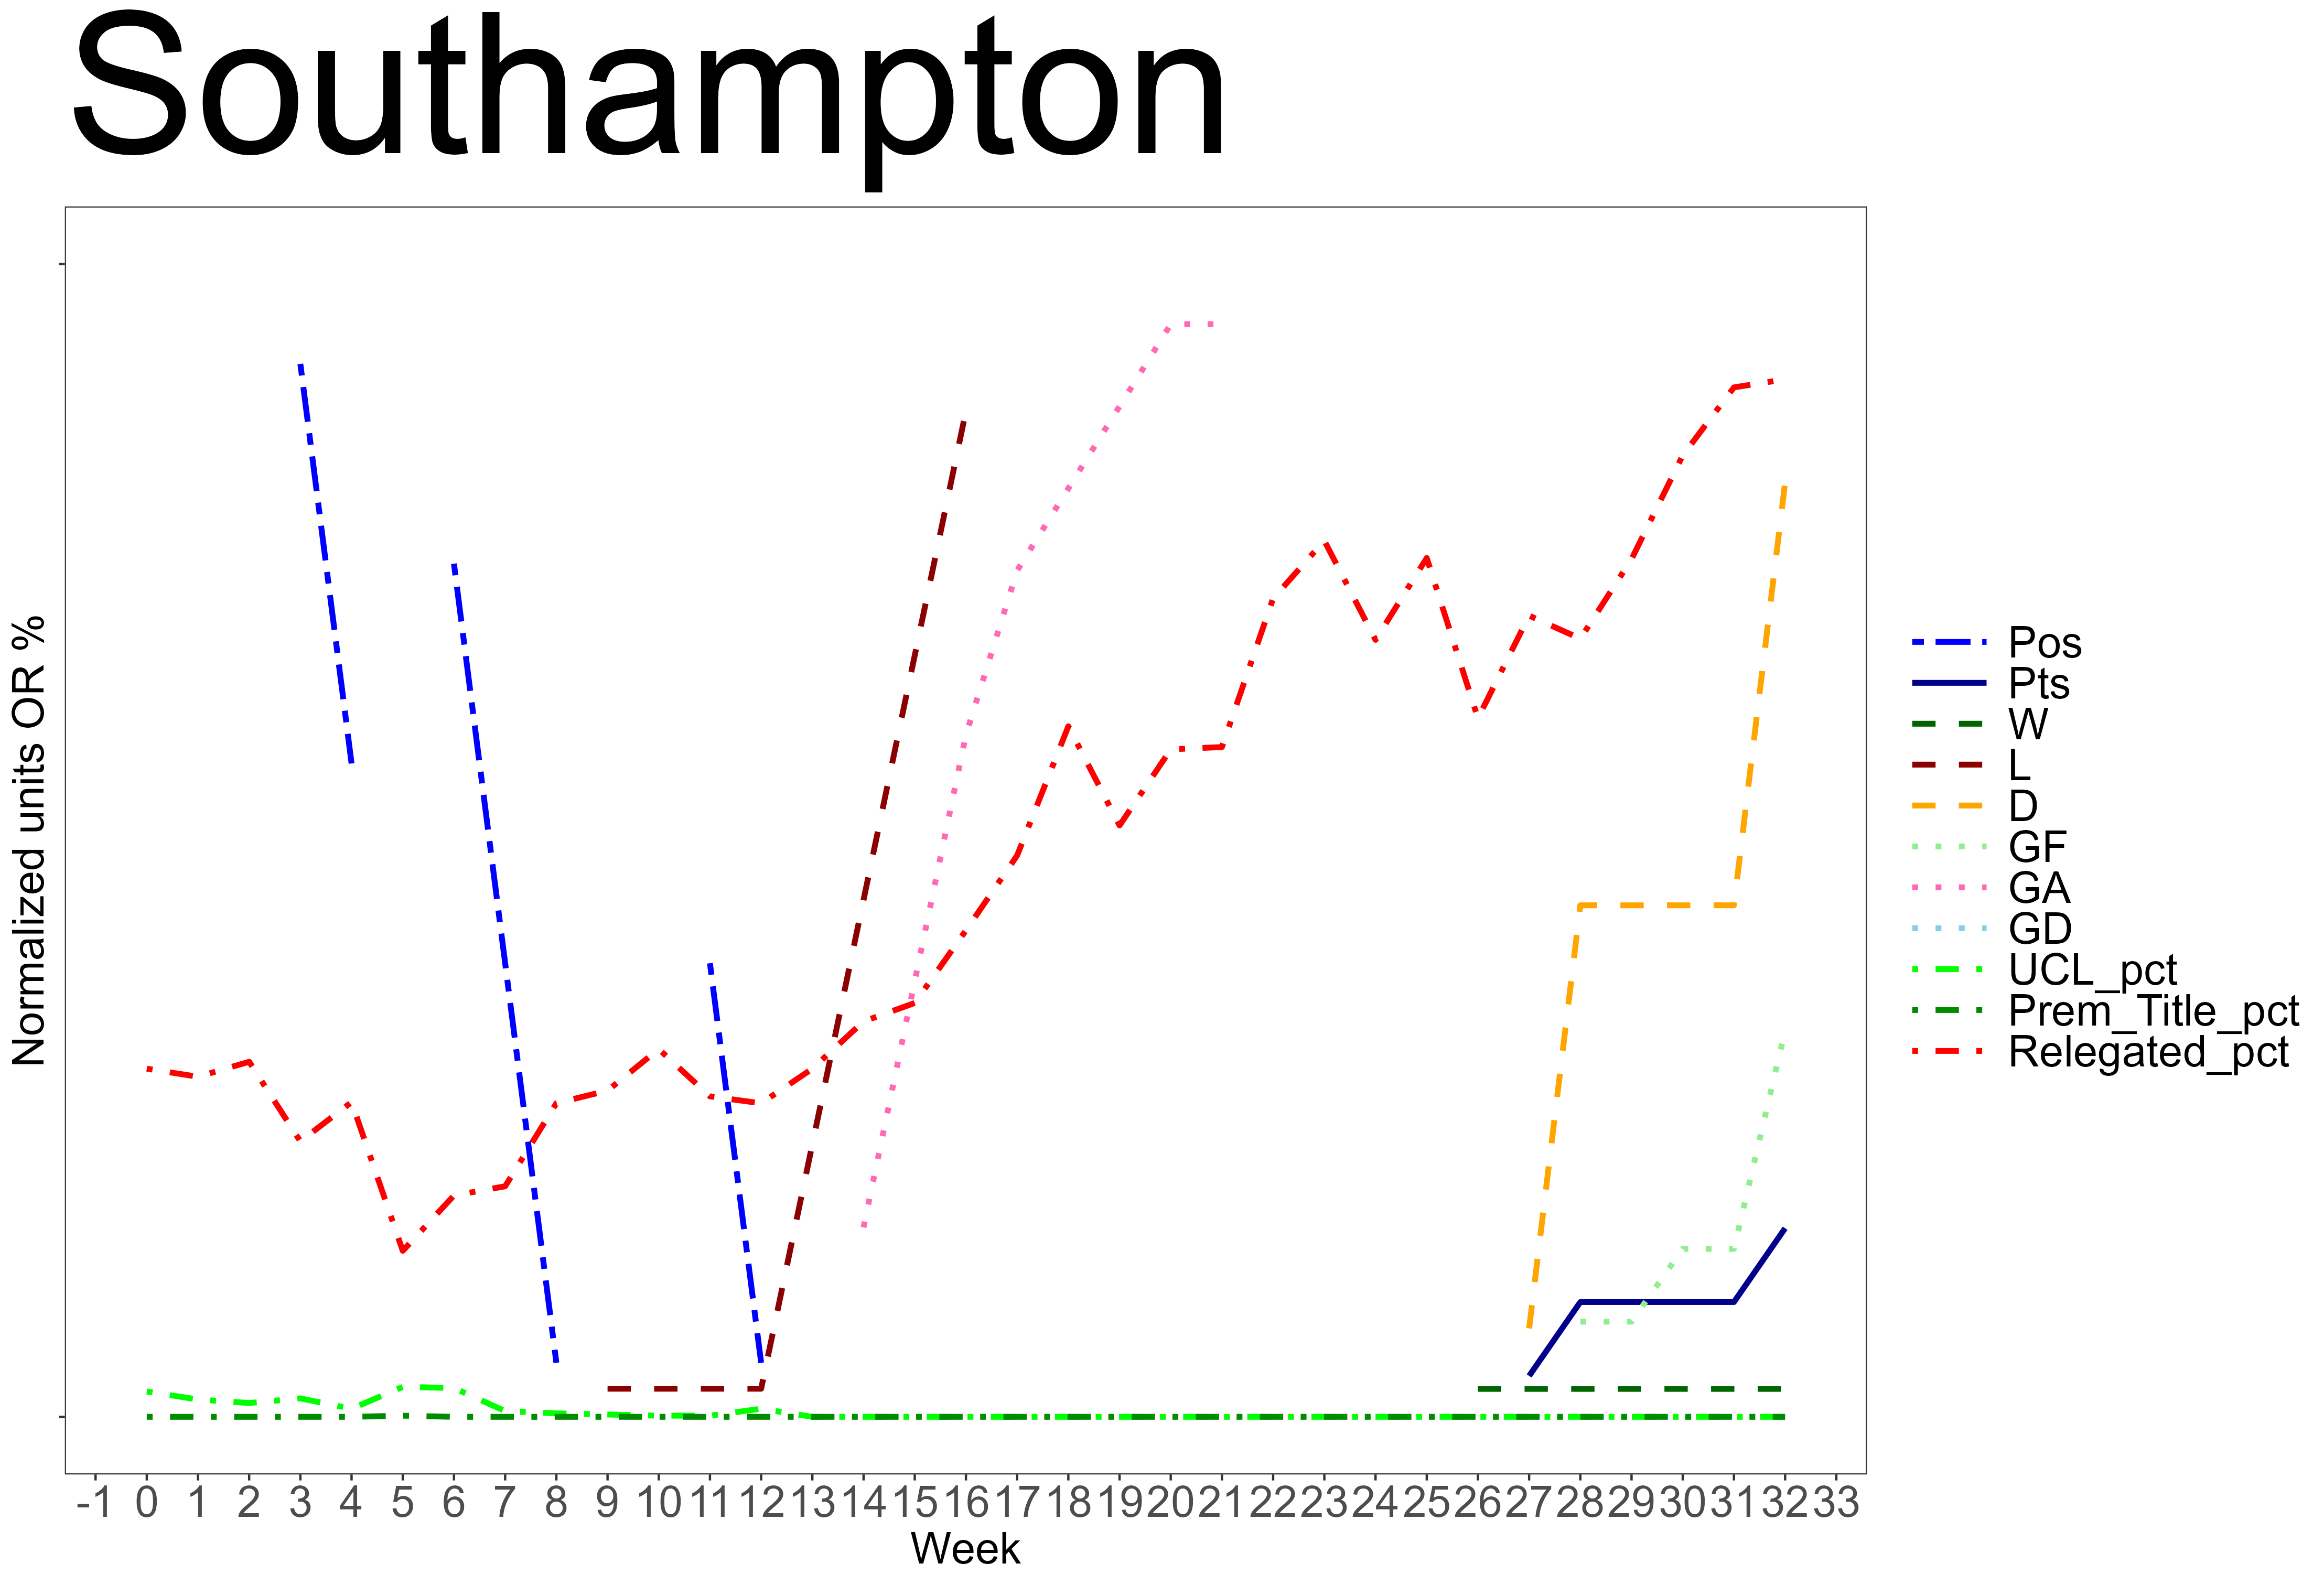 Southampton
Normalized units OR %
-1 0 1 2 3 4 5 6 7 8 9 10 11 12 13 14 15 16 17 18 19 20 21 22 23 24 25 26 27 28 29 30 31 32 33
Week
Pos
Pts
W
L
D
GF
GA
GD
UCL_pct
Prem_Title_pct
Relegated_pct